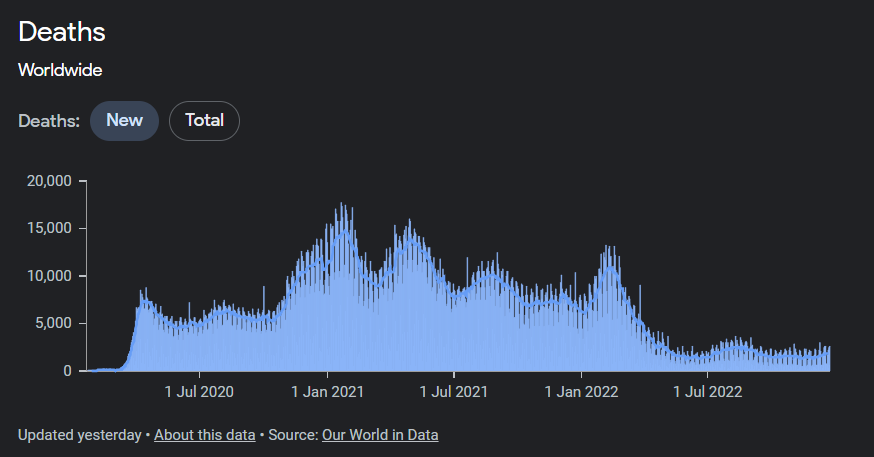 Deaths
Worldwide
Deaths: New Total
20,000
15,000
10,000
5,000
0
1 Jul 2020 1 Jan 2021 1 Jul 2021 1 Jan 2022 1 Jul 2022
Updated yesterday • About this data • Source: Our World in Data